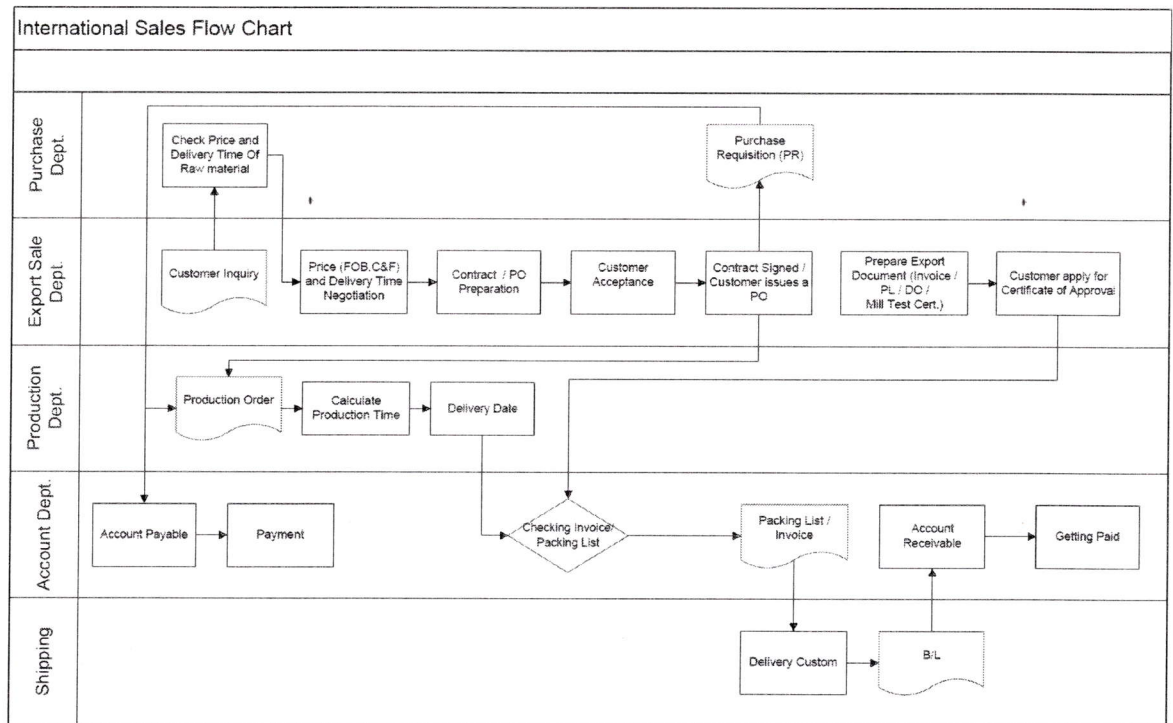 International Sales Flow Chart
Purchase
Dept.
Check Price and
Delivery Time Of
Raw material
Purchase
Requisition (PR)
Export Sale
Dept.
Customer Inquiry
Price (FOB.C&F)
and Delivery Time
Negotiation
Contract / PO
Preparation
Customer
Acceptance
Contract Signed /
Customer issues a
PO
Prepare Export
Document (Invoice /
PL / DO /
Mill Test Cert.)
Customer apply for
Certificate of Approval
Production
Dept.
Production Order
Calculate
Production Time
Delivery Date
Account Dept.
Account Payable
Payment
Checking Invoice/
Packing List
Packing List /
Invoice
Account
Receivable
Getting Paid
Shipping
Delivery Custom
B/L